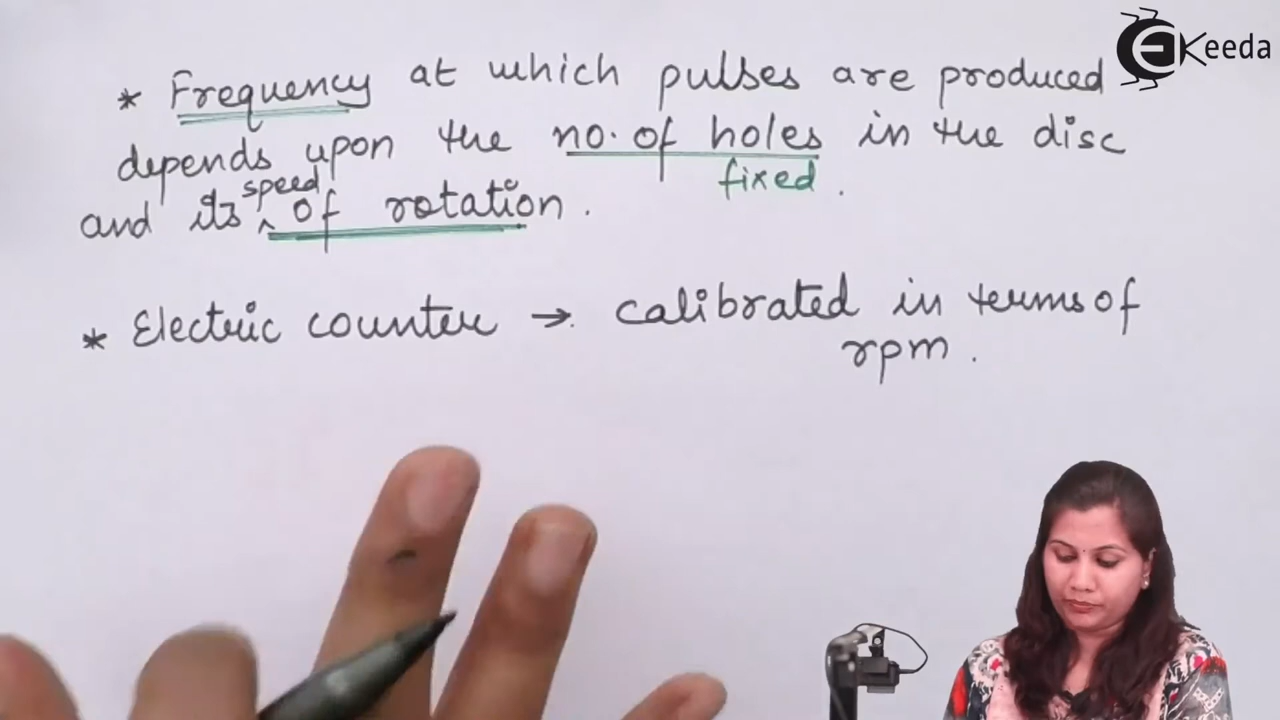 EKeeda
* Frequency at which pulses are produced
depends upon the no. of holes in the disc
fixed.
and its ^ speed of rotation.
* Electric counter → calibrated in terms of
rpm.